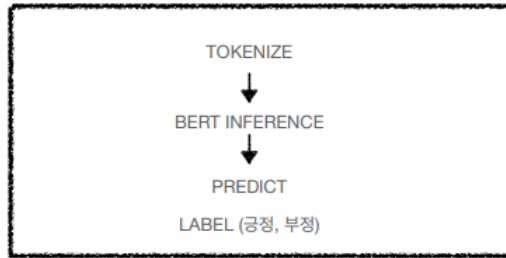 TOKENIZE
BERT INFERENCE
PREDICT
LABEL (긍정, 부정)